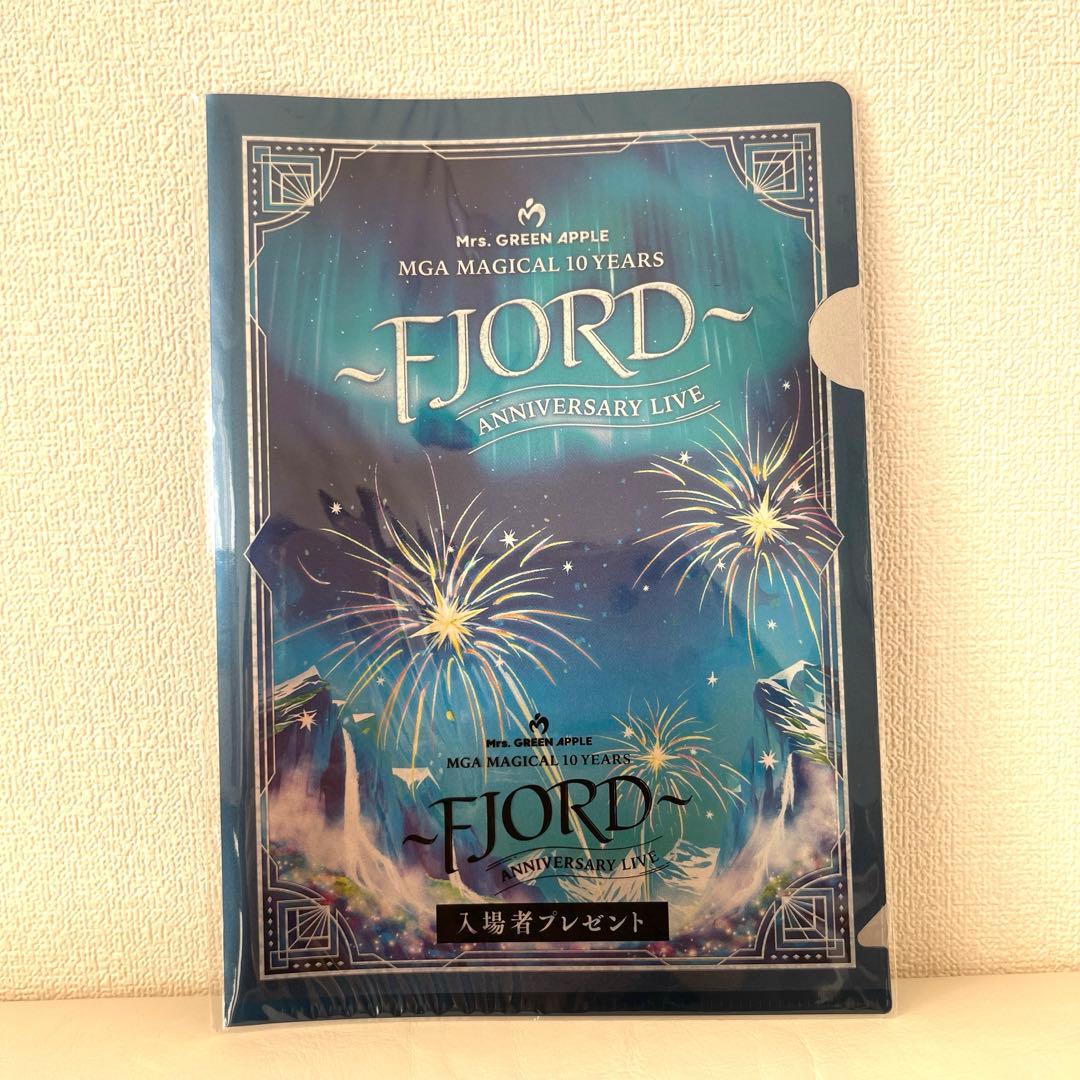 Mrs. GREEN APPLE
MGA MAGICAL 10 YEARS
~FJORD~
ANNIVERSARY LIVE
Mrs. GREEN APPLE
MGA MAGICAL 10 YEARS
~FJORD~
ANNIVERSARY LIVE
入場者プレゼント